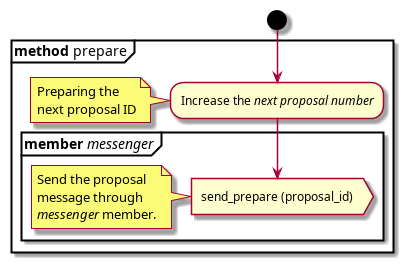 method prepare
Preparing the
next proposal ID
Increase the next proposal number
member messenger
Send the proposal
message through
messenger member.
send_prepare (proposal_id)